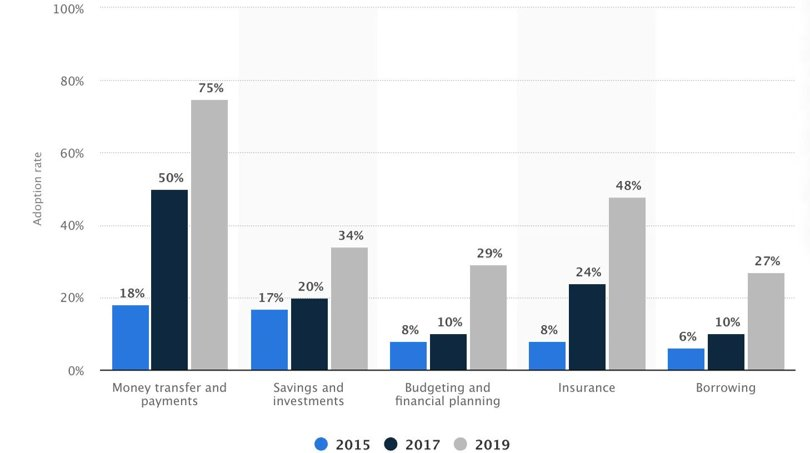 100%
80%
60%
40%
20%
0%
Adoption rate
18%
50%
75%
17%
20%
34%
8%
10%
29%
8%
24%
48%
6%
10%
27%
Money transfer and
payments
Savings and
investments
Budgeting and
financial planning
Insurance
Borrowing
2015 2017 2019